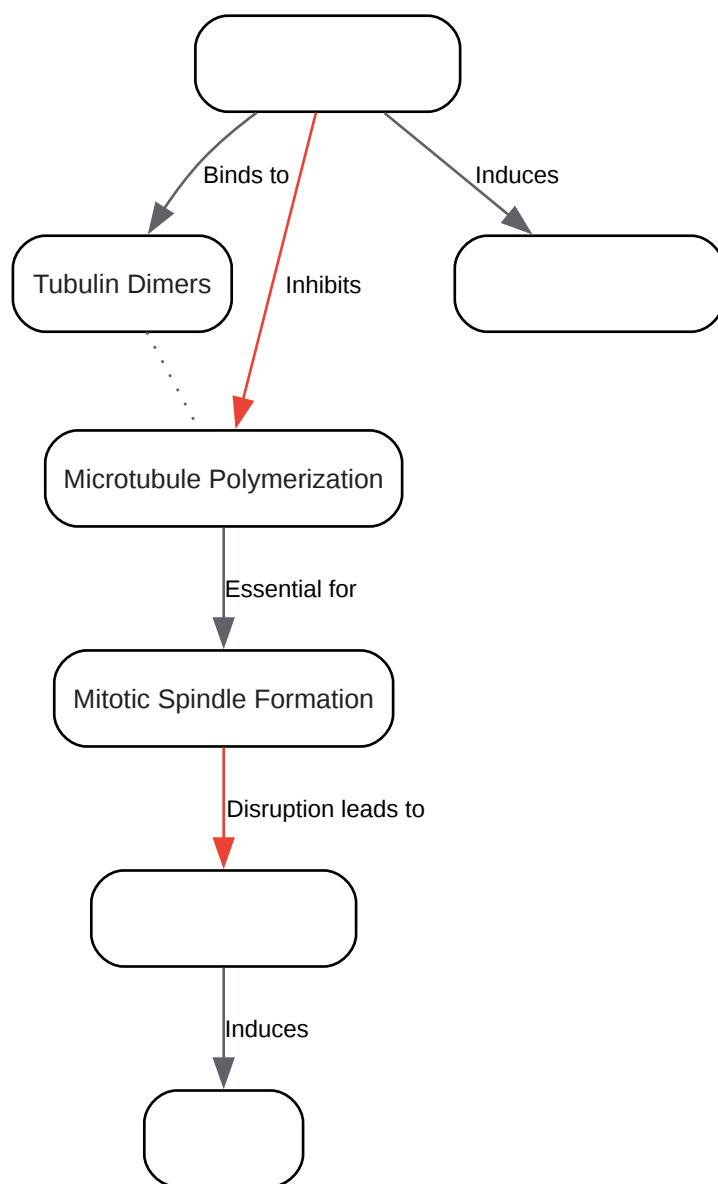 Binds to
Induces
Tubulin Dimers
Inhibits
Microtubule Polymerization
Essential for
Mitotic Spindle Formation
Disruption leads to
Induces